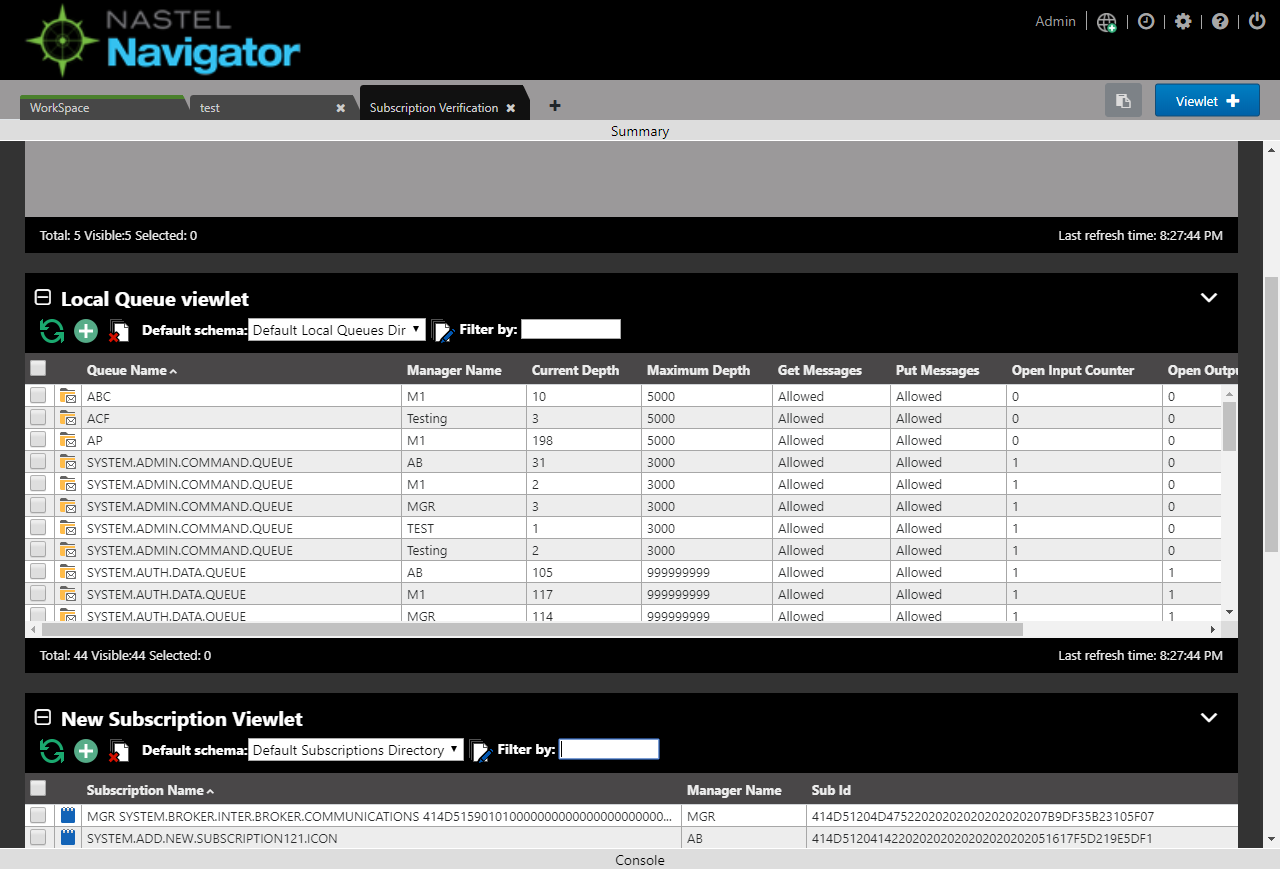 NASTEL
Navigator
Admin
WorkSpace
test
Subscription Verification
Viewlet
Summary
Total: 5 Visible:5 Selected: 0
Last refresh time: 8:27:44 PM
Local Queue viewlet
Default schema: Default Local Queues Dir Filter by:
Queue Name Manager Name Current Depth Maximum Depth Get Messages Put Messages Open Input Counter Open Outpu
ABC M1 10 5000 Allowed Allowed 0 0
ACF Testing 3 5000 Allowed Allowed 0 0
AP M1 198 5000 Allowed Allowed 0 0
SYSTEM.ADMIN.COMMAND.QUEUE AB 31 3000 Allowed Allowed 1 0
SYSTEM.ADMIN.COMMAND.QUEUE M1 2 3000 Allowed Allowed 1 0
SYSTEM.ADMIN.COMMAND.QUEUE MGR 3 3000 Allowed Allowed 1 0
SYSTEM.ADMIN.COMMAND.QUEUE TEST 1 3000 Allowed Allowed 1 0
SYSTEM.ADMIN.COMMAND.QUEUE Testing 2 3000 Allowed Allowed 1 0
SYSTEM.AUTH.DATA.QUEUE AB 105 999999999 Allowed Allowed 1 1
SYSTEM.AUTH.DATA.QUEUE M1 117 999999999 Allowed Allowed 1 1
SYSTEM.AUTH.DATA.QUEUE MGR 114 999999999 Allowed Allowed 1 1
Total: 44 Visible:44 Selected: 0
Last refresh time: 8:27:44 PM
New Subscription Viewlet
Default schema: Default Subscriptions Directory Filter by:
Subscription Name Manager Name Sub Id
MGR SYSTEM.BROKER.INTER.BROKER.COMMUNICATIONS 414D51590101000000000000000000000000... MGR 414D51204D47522020202020202020207B9DF35B23105F07
SYSTEM.ADD.NEW.SUBSCRIPTION121.ICON AB 414D5120414220202020202020202020051617F5D219E5DF1
Console